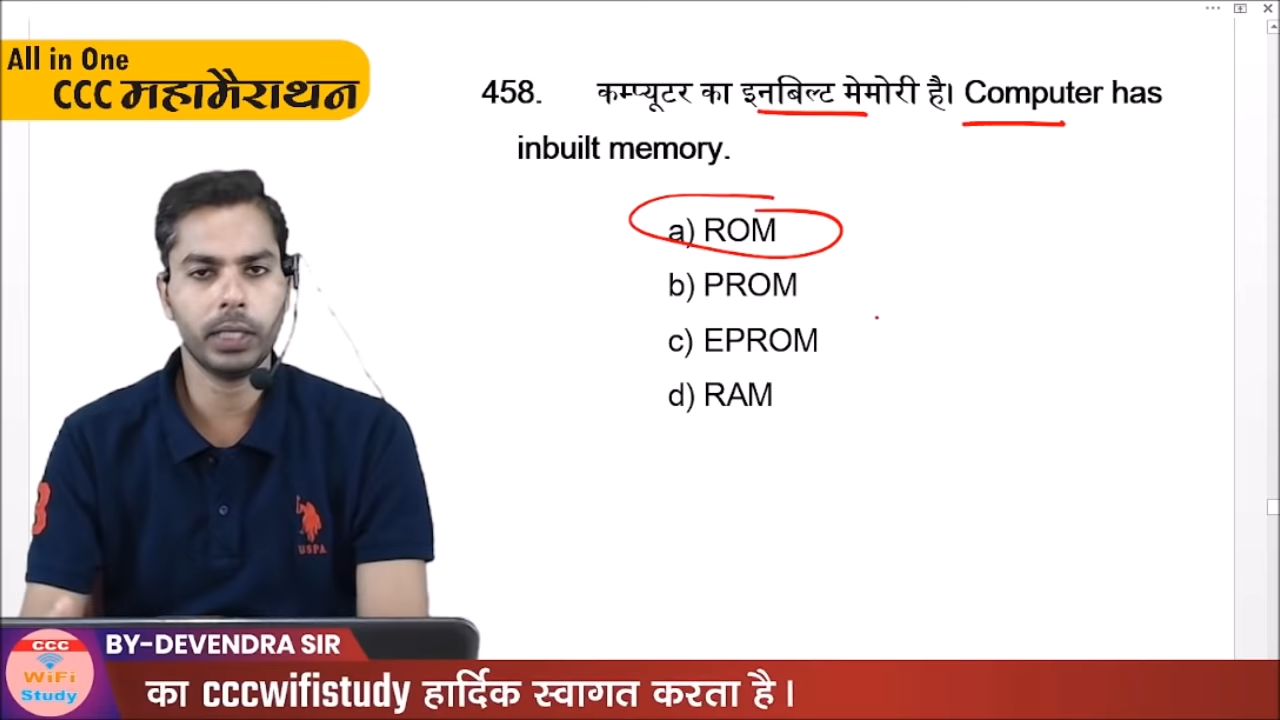 All in One
CCC महामैराथन
458. कम्प्यूटर का इनबिल्ट मेमोरी है। Computer has
inbuilt memory.
a) ROM
b) PROM
c) EPROM
d) RAM
USPA
BY-DEVENDRA SIR
CCC
WiFi
Study
का cccwifistudy हार्दिक स्वागत करता है।